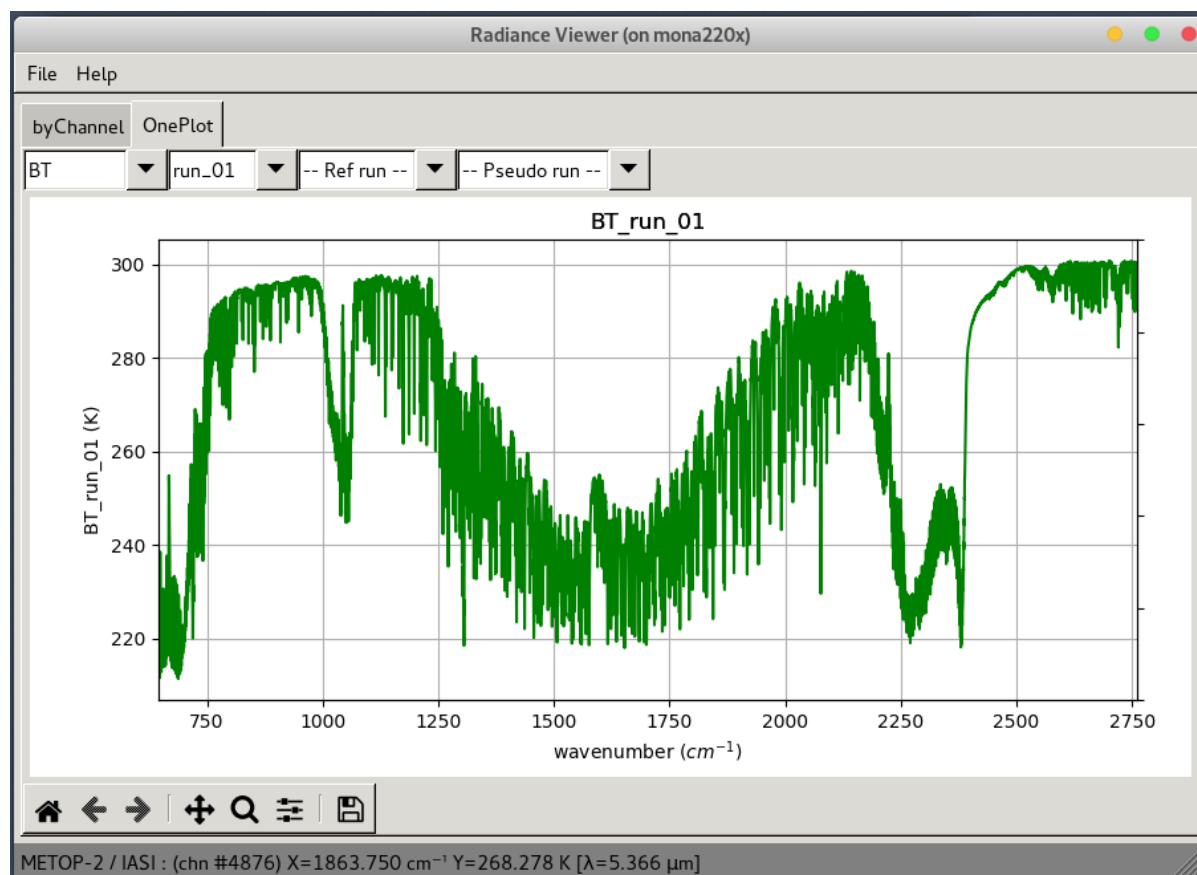 Radiance Viewer (on mona220x)
File Help
byChannel OnePlot
BT run_01 -- Ref run -- -- Pseudo run --
BT_run_01
300
280
260
240
220
BT_run_01 (K)
750 1000 1250 1500 1750 2000 2250 2500 2750
wavenumber (cm⁻¹)
METOP-2 / IASI : (chn #4876) X=1863.750 cm⁻¹ Y=268.278 K [λ=5.366 µm]